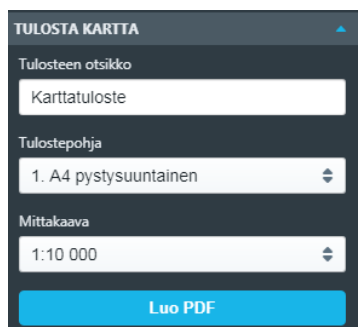 TULOSTA KARTTA
Tulosteen otsikko
Karttatuloste
Tulostepohja
1. A4 pystysuuntainen
Mittakaava
1:10 000
Luo PDF